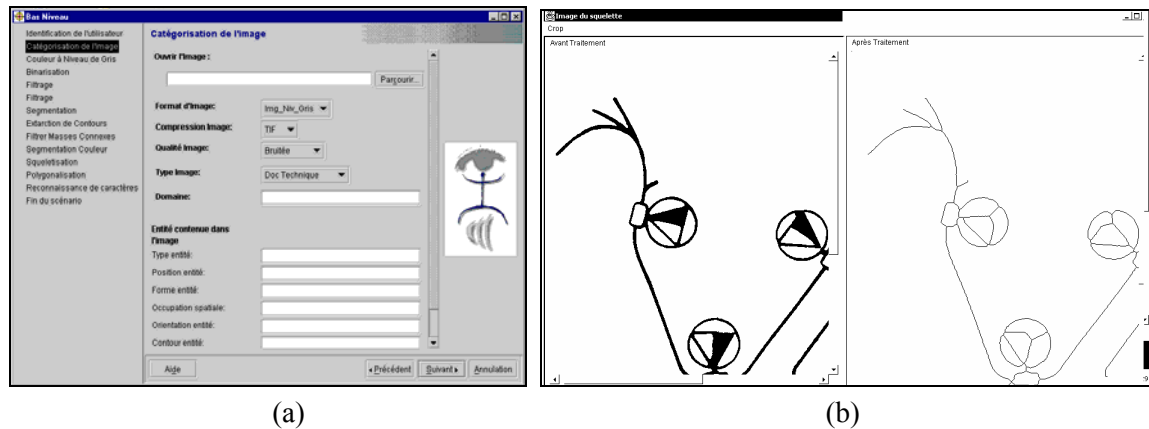 Bas Niveau
Identification de l'utilisateur
Catégorisation de l'Image
Couleur à Niveau de Gris
Binarisation
Filtrage
Filtrage
Segmentation
Extarction de Contours
Filtrer Masses Connexes
Segmentation Couleur
Squeletisation
Polygonalisation
Reconnaissance de caractères
Fin du scénario
Catégorisation de l'Image
Ouvrir l'Image :
Parcourir...
Format d'Image: Img_Niv_Gris
Compression Image: TIF
Qualité Image: Bruitée
Type Image: Doc Technique
Domaine:
Entité contenue dans
l'image
Type entité:
Position entité:
Forme entité:
Occupation spatiale:
Orientation entité:
Contour entité:
Aide Précédent Suivant Annulation
(a)
Image du squelette
Crop
Avant Traitement Après Traitement
(b)